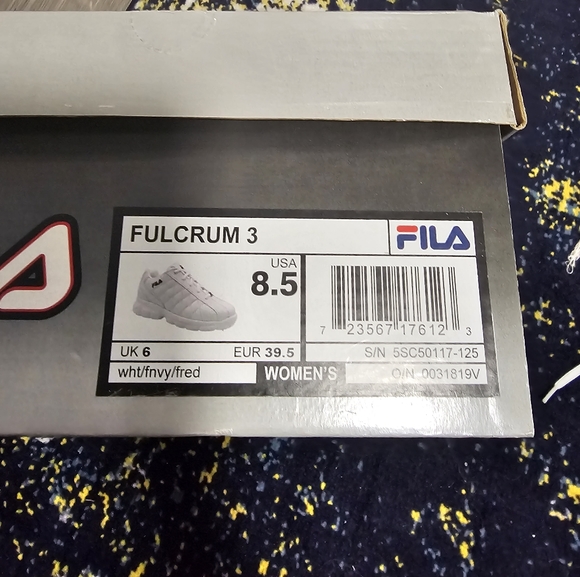 FULCRUM 3
FILA
USA
8.5
UK 6
EUR 39.5
7 23567 17612 3
S/N 5SC50117-125
wht/fnvy/fred
WOMEN'S
O/N 0031819V